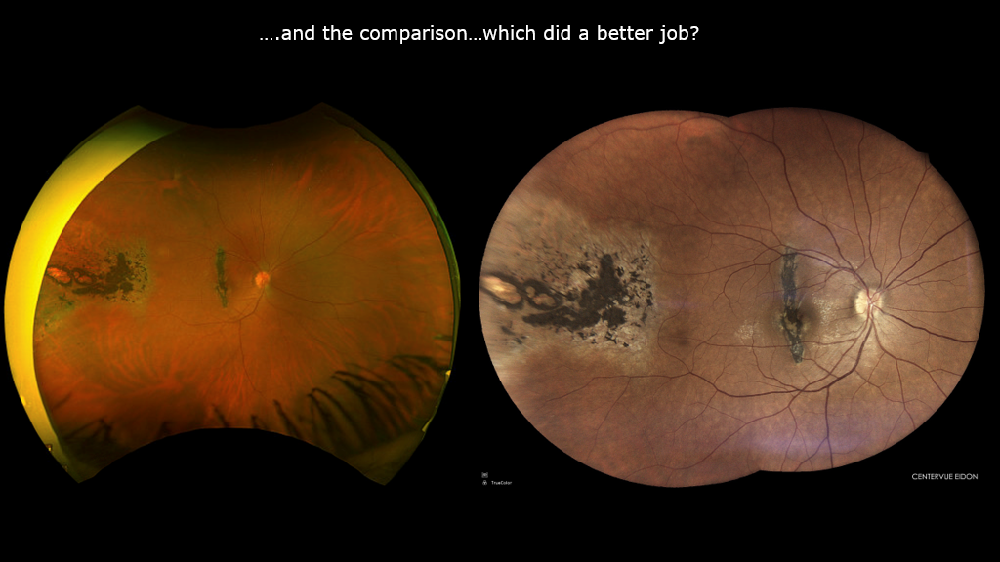 ….and the comparison…which did a better job?
TrueColor
CENTERVUE EIDON